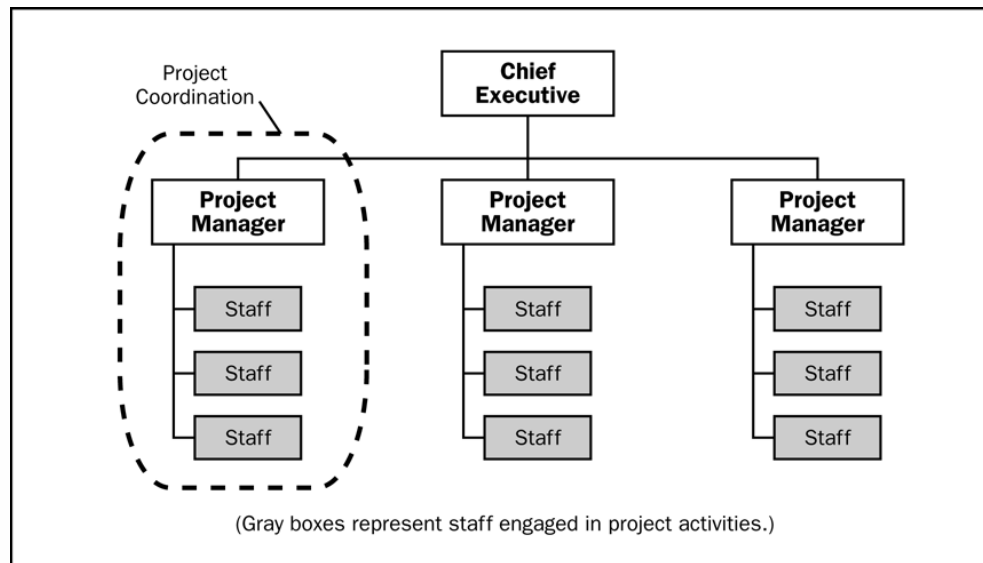 Project
Coordination
Chief
Executive
Project
Manager
Project
Manager
Project
Manager
Staff
Staff
Staff
Staff
Staff
Staff
Staff
Staff
Staff
(Gray boxes represent staff engaged in project activities.)